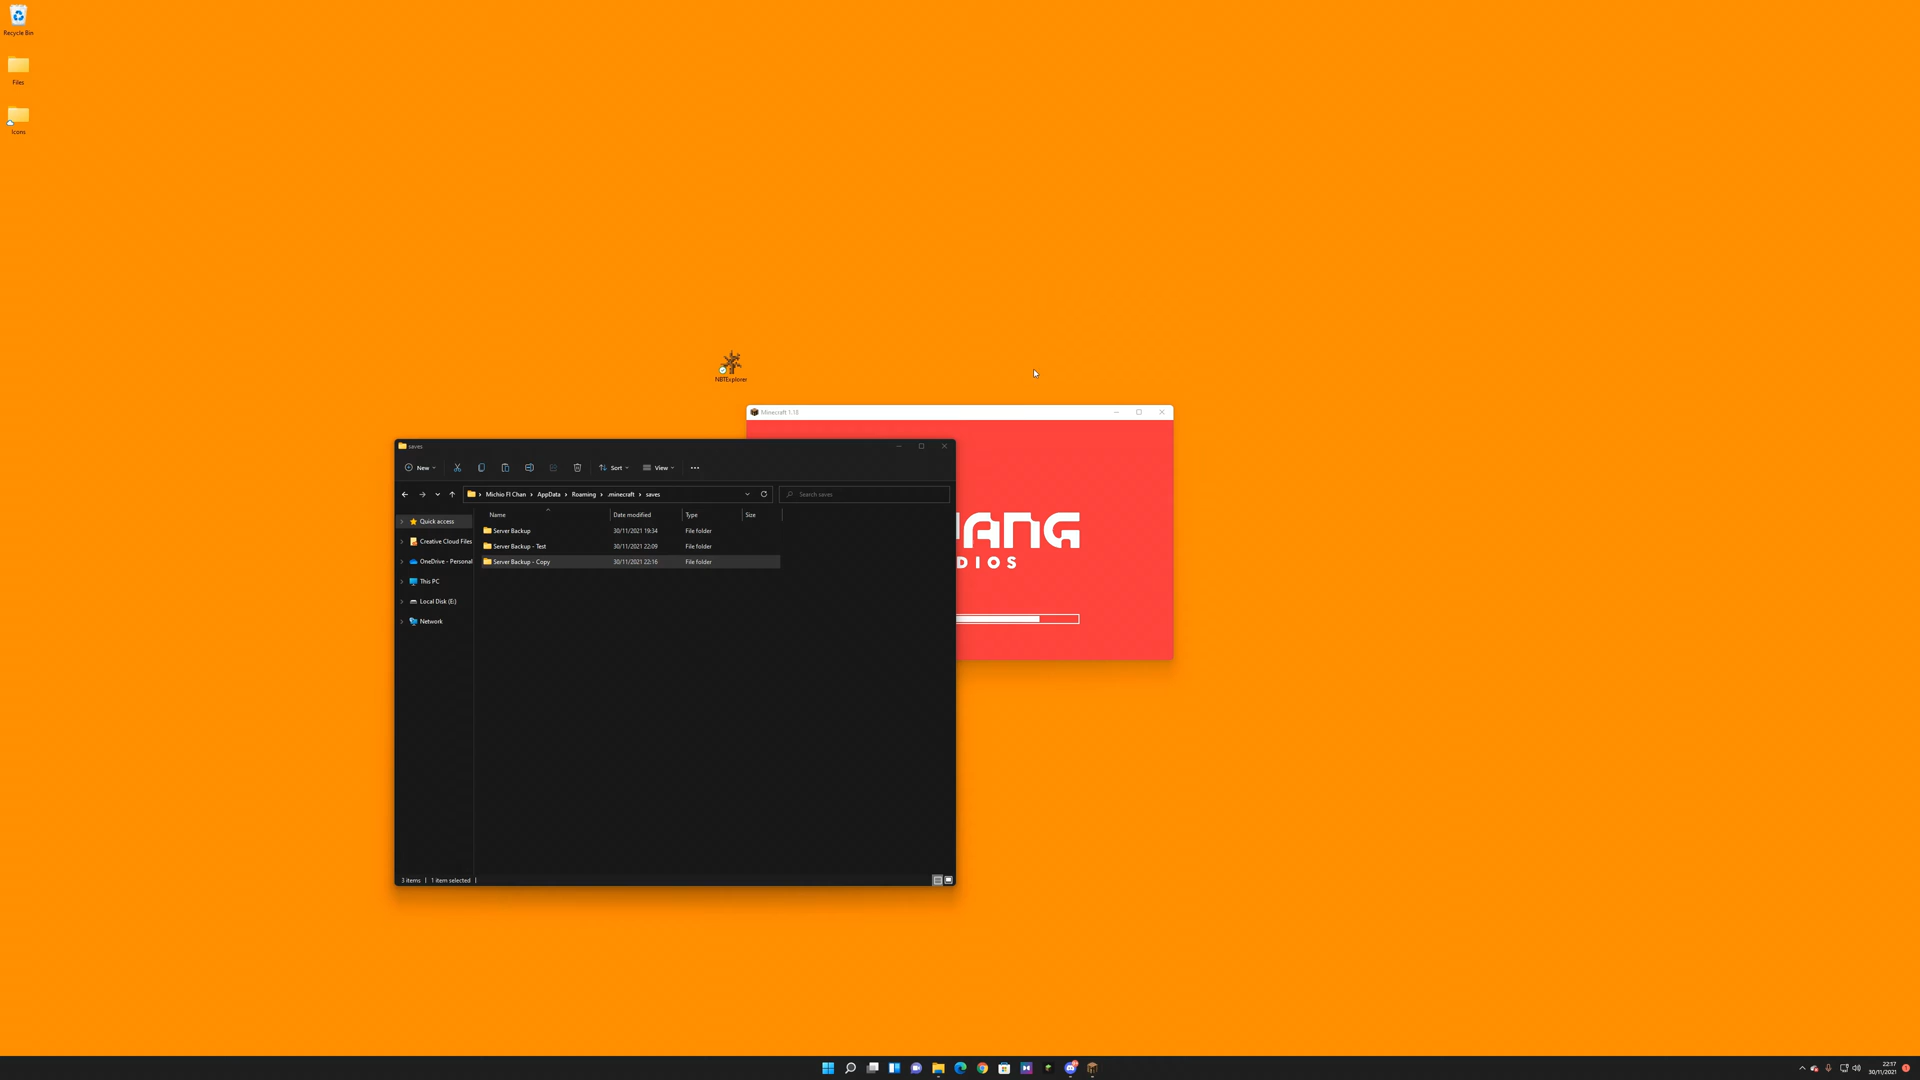 Recycle Bin
Files
Icons
NBTExplorer
Minecraft 1.18
ANG
DIOS
saves
New
Sort
View
Michio FI Chan > AppData > Roaming > .minecraft > saves
Search saves
Name Date modified Type Size
Server Backup 30/11/2021 19:34 File folder
Server Backup - Test 30/11/2021 22:09 File folder
Server Backup - Copy 30/11/2021 22:16 File folder
Quick access
Creative Cloud Files
OneDrive - Personal
This PC
Local Disk (E:)
Network
3 items | 1 item selected |
22:17
30/11/2021